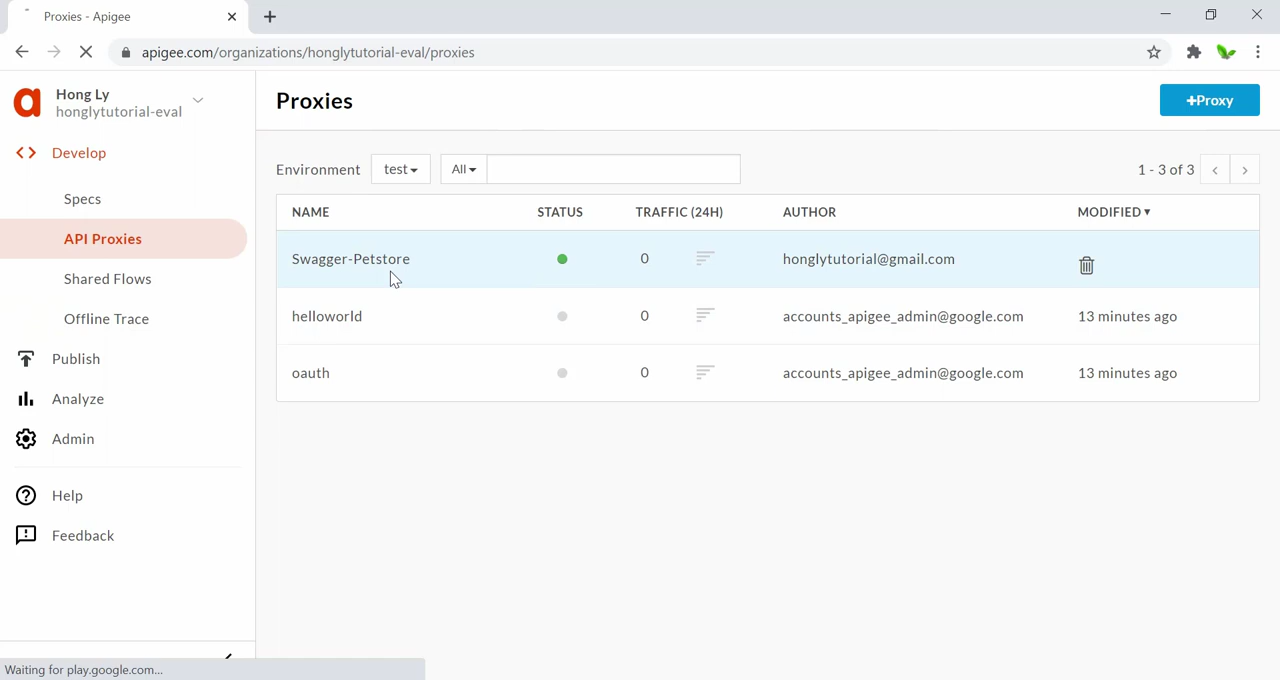 Proxies - Apigee
apigee.com/organizations/honglytutorial-eval/proxies
Hong Ly
honglytutorial-eval
Develop
Specs
API Proxies
Shared Flows
Offline Trace
Publish
Analyze
Admin
Help
Feedback
Proxies
+Proxy
Environment test All 1 - 3 of 3
NAME STATUS TRAFFIC (24H) AUTHOR MODIFIED
Swagger-Petstore 0 honglytutorial@gmail.com
helloworld 0 accounts_apigee_admin@google.com 13 minutes ago
oauth 0 accounts_apigee_admin@google.com 13 minutes ago
Waiting for play.google.com...